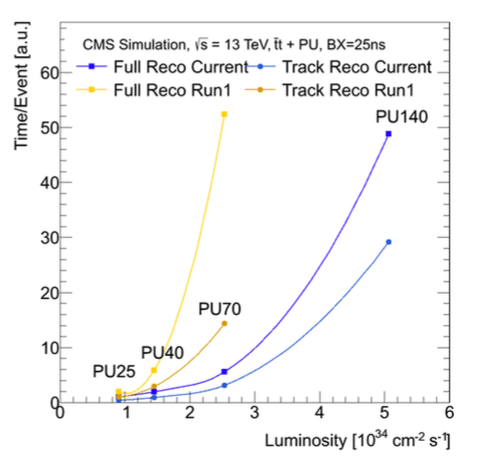 CMS Simulation, √s = 13 TeV, t̄t + PU, BX=25ns
Full Reco Current
Track Reco Current
Full Reco Run1
Track Reco Run1
Time/Event [a.u.]
60
50
40
30
20
10
0
PU140
PU70
PU40
PU25
0 1 2 3 4 5 6
Luminosity [10³⁴ cm⁻² s⁻¹]